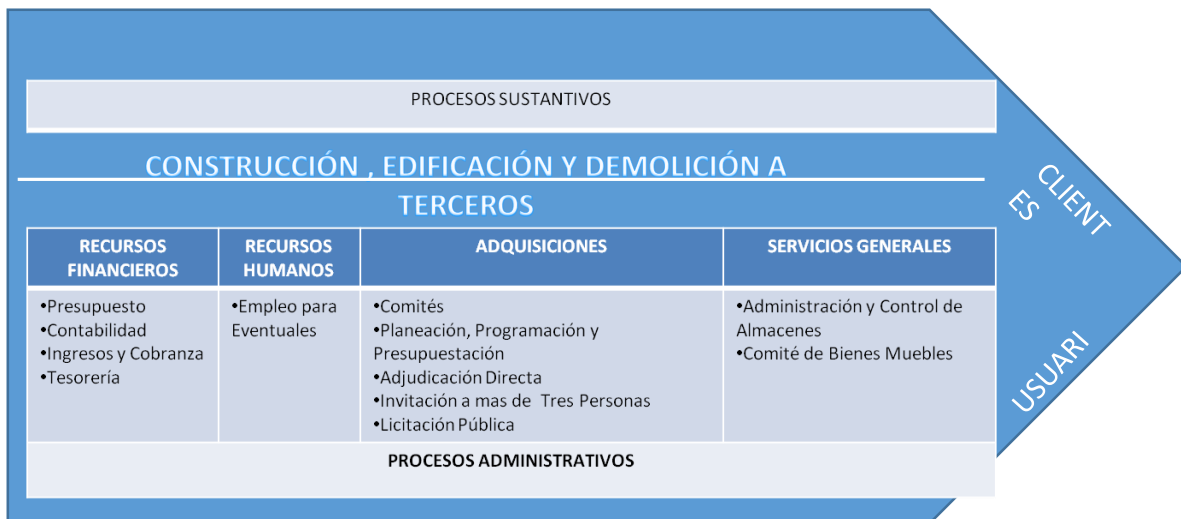 PROCESOS SUSTANTIVOS
CONSTRUCCIÓN , EDIFICACIÓN Y DEMOLICIÓN A
TERCEROS
RECURSOS
FINANCIEROS
RECURSOS
HUMANOS
ADQUISICIONES
SERVICIOS GENERALES
•Presupuesto
•Contabilidad
•Ingresos y Cobranza
•Tesorería
•Empleo para
Eventuales
•Comités
•Planeación, Programación y
Presupuestación
•Adjudicación Directa
•Invitación a mas de Tres Personas
•Licitación Pública
•Administración y Control de
Almacenes
•Comité de Bienes Muebles
PROCESOS ADMINISTRATIVOS
CLIENT
ES
USUARI